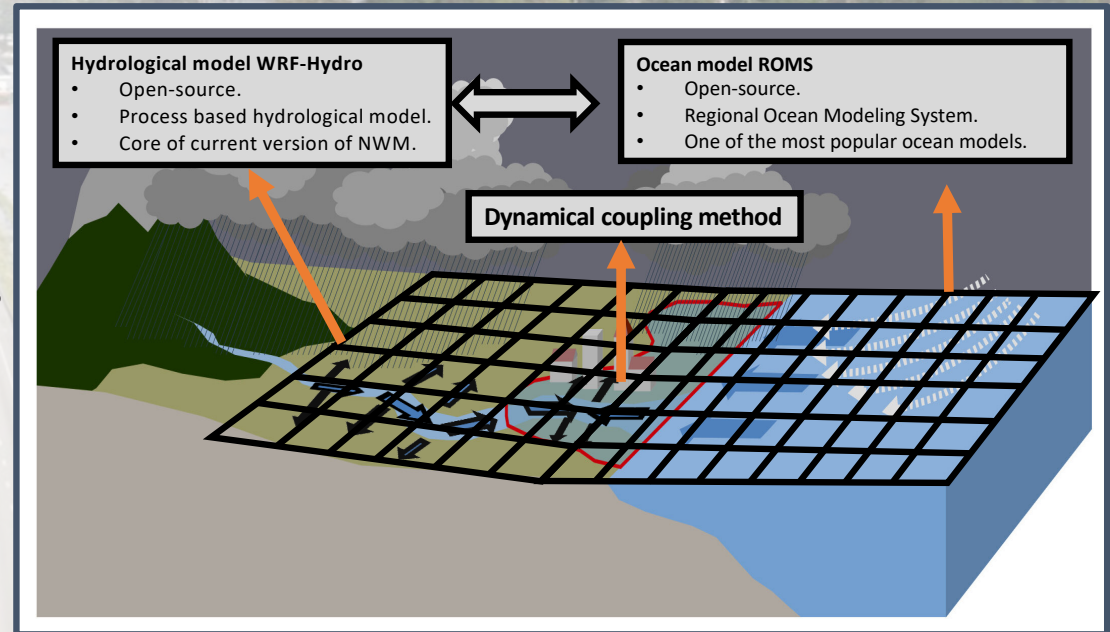 Hydrological model WRF-Hydro
• Open-source.
• Process based hydrological model.
• Core of current version of NWM.
Ocean model ROMS
• Open-source.
• Regional Ocean Modeling System.
• One of the most popular ocean models.
Dynamical coupling method